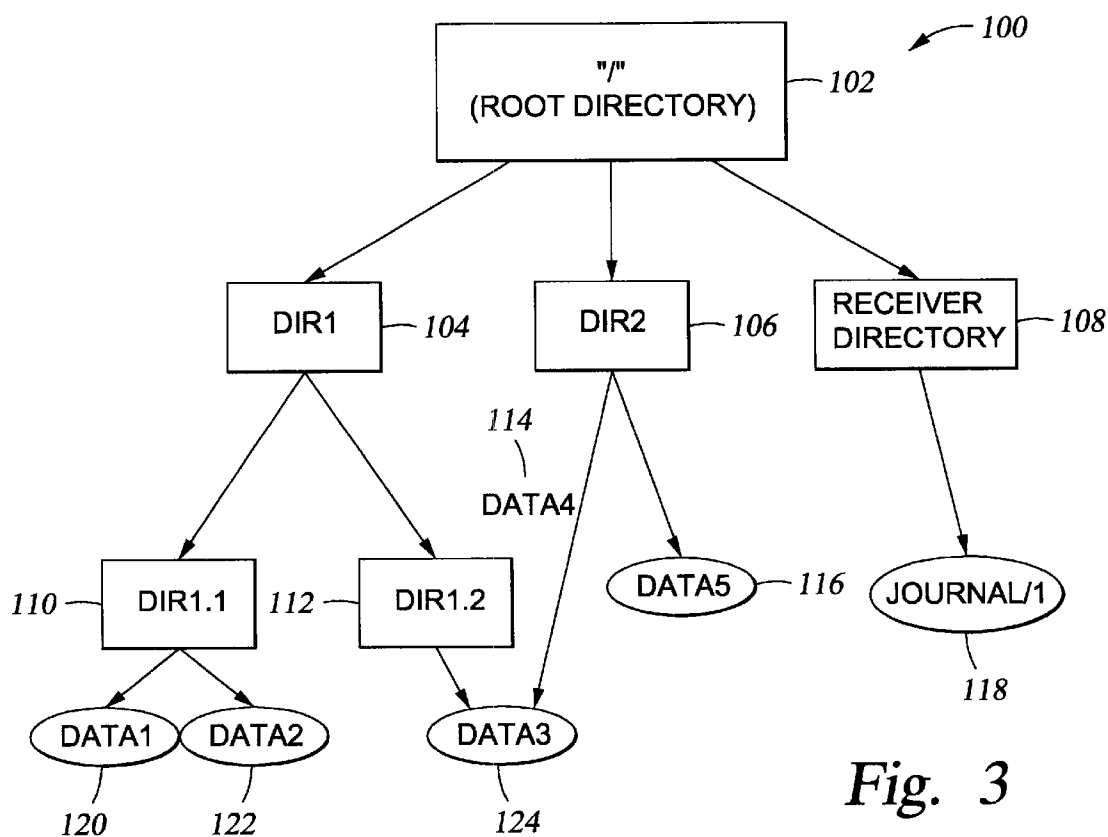 100
"/"
(ROOT DIRECTORY)
102
DIR1
104
DIR2
106
RECEIVER
DIRECTORY
108
114
DATA4
110
DIR1.1
112
DIR1.2
DATA5
116
JOURNAL/1
118
DATA1
DATA2
DATA3
120
122
124
Fig. 3